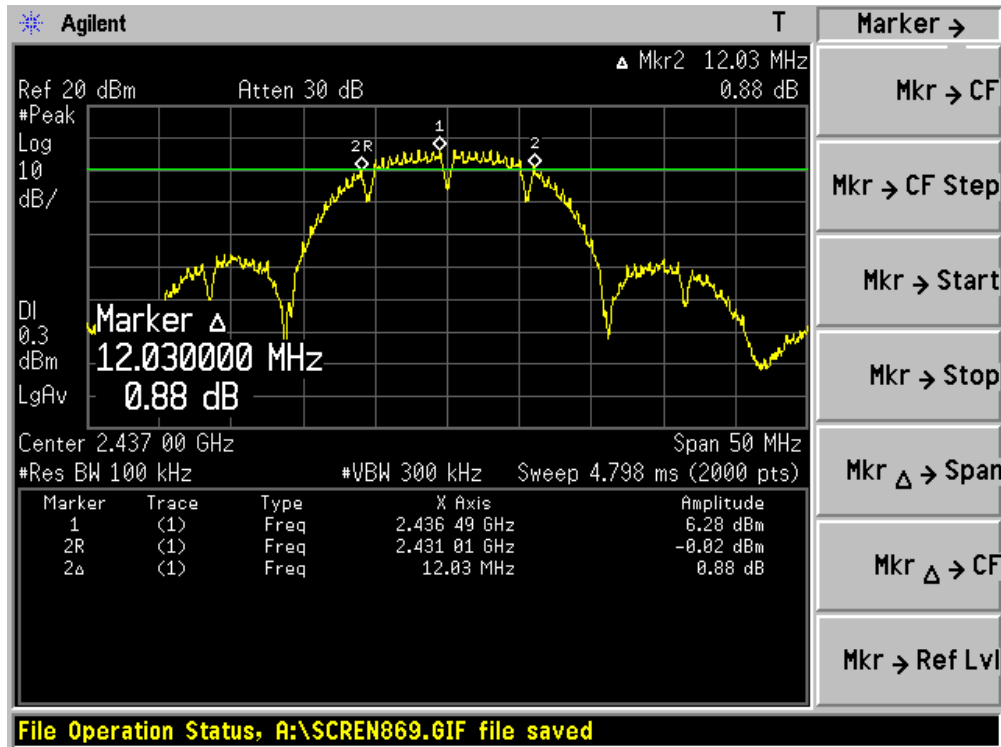 Agilent T
Marker →
Δ Mkr2 12.03 MHz
Ref 20 dBm Atten 30 dB 0.88 dB
#Peak
Log
10
dB/
2R
1
2
DI
0.3
dBm
LgAv
Marker Δ
12.030000 MHz
0.88 dB
Center 2.437 00 GHz Span 50 MHz
#Res BW 100 kHz #VBW 300 kHz Sweep 4.798 ms (2000 pts)
Marker Trace Type X Axis Amplitude
1 (1) Freq 2.436 49 GHz 6.28 dBm
2R (1) Freq 2.431 01 GHz -0.02 dBm
2Δ (1) Freq 12.03 MHz 0.88 dB
Mkr → CF
Mkr → CF Step
Mkr → Start
Mkr → Stop
Mkr Δ → Span
Mkr Δ → CF
Mkr → Ref Lvl
File Operation Status, A:\SCREN869.GIF file saved